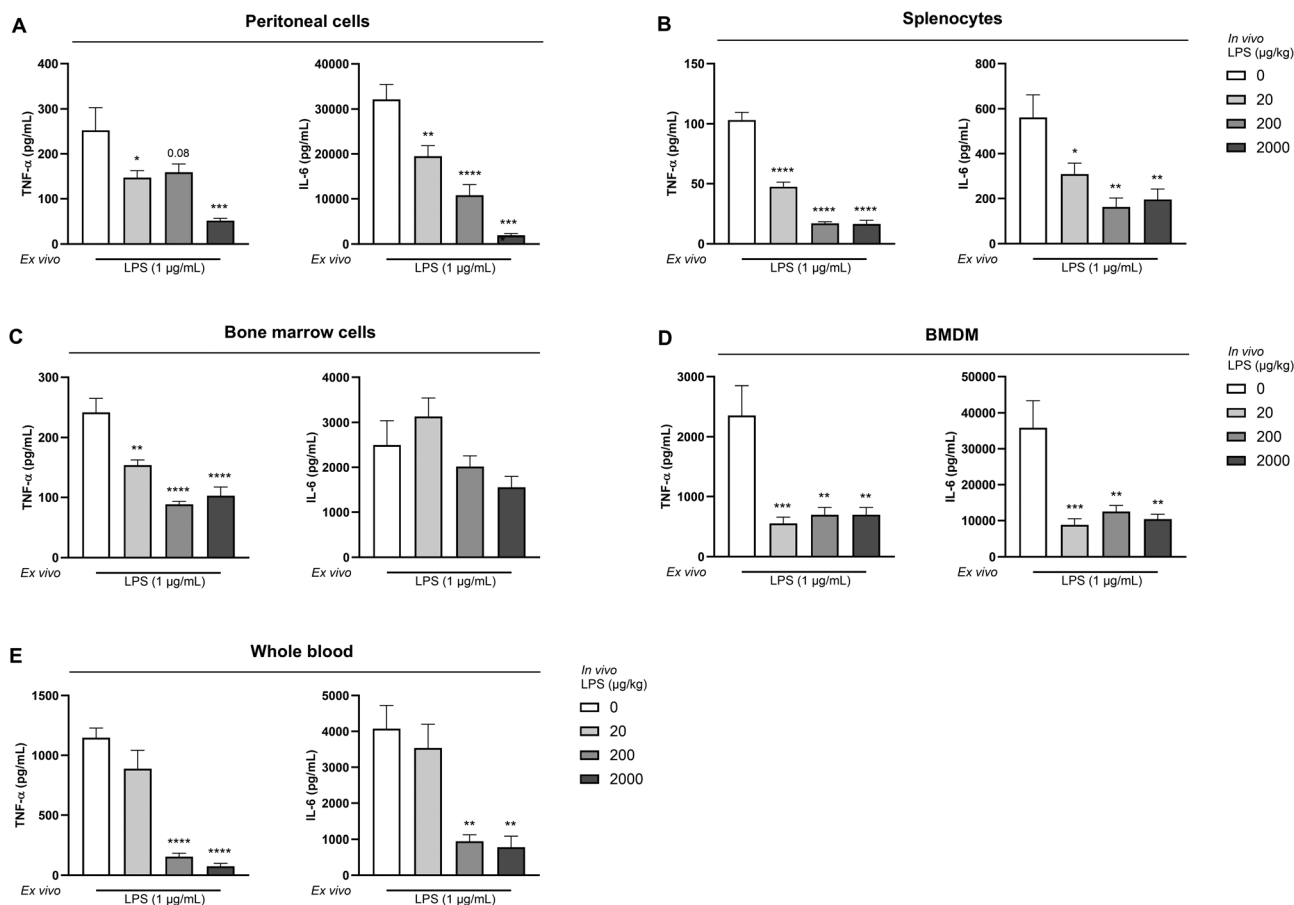 A
Peritoneal cells
TNF-α (pg/mL)
400
300
200
100
0
*
0.08
***
Ex vivo
LPS (1 µg/mL)
IL-6 (pg/mL)
40000
30000
20000
10000
0
**
****
***
*
LPS (1 µg/mL)
B
Splenocytes
TNF-α (pg/mL)
150
100
50
0
****
****
****
Ex vivo
LPS (1 µg/mL)
IL-6 (pg/mL)
800
600
400
200
0
*
**
**
Ex vivo
LPS (1 µg/mL)
In vivo
LPS (µg/kg)
0
20
200
2000
C
Bone marrow cells
TNF-α (pg/mL)
300
200
100
0
**
****
****
Ex vivo
LPS (1 µg/mL)
IL-6 (pg/mL)
4000
3000
2000
1000
0
Ex vivo
LPS (1 µg/mL)
D
BMDM
TNF-α (pg/mL)
3000
2000
1000
0
***
**
**
Ex vivo
LPS (1 µg/mL)
IL-6 (pg/mL)
50000
40000
30000
20000
10000
0
***
**
**
Ex vivo
LPS (1 µg/mL)
In vivo
LPS (µg/kg)
0
20
200
2000
E
Whole blood
TNF-α (pg/mL)
1500
1000
500
0
****
****
Ex vivo
LPS (1 µg/mL)
IL-6 (pg/mL)
5000
4000
3000
2000
1000
0
**
**
Ex vivo
LPS (1 µg/mL)
In vivo
LPS (µg/kg)
0
20
200
2000